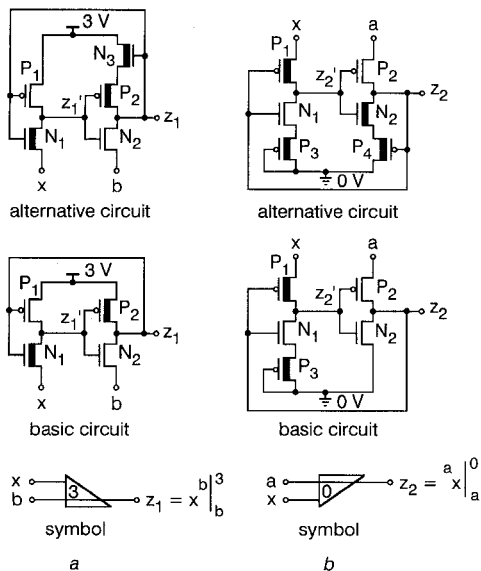 3 V
P1
N3
z1'
P2
z1
N1
N2
x
b
alternative circuit
x
a
P1
P2
z2'
z2
N1
N2
P3
P4
0 V
alternative circuit
3 V
P1
P2
z1'
z1
N1
N2
x
b
basic circuit
x
a
P1
P2
z2'
z2
N1
N2
P3
0 V
basic circuit
x
b
3
z1 = x b|3 b
symbol
a
a
x
0
z2 = a x|0 a
symbol
b